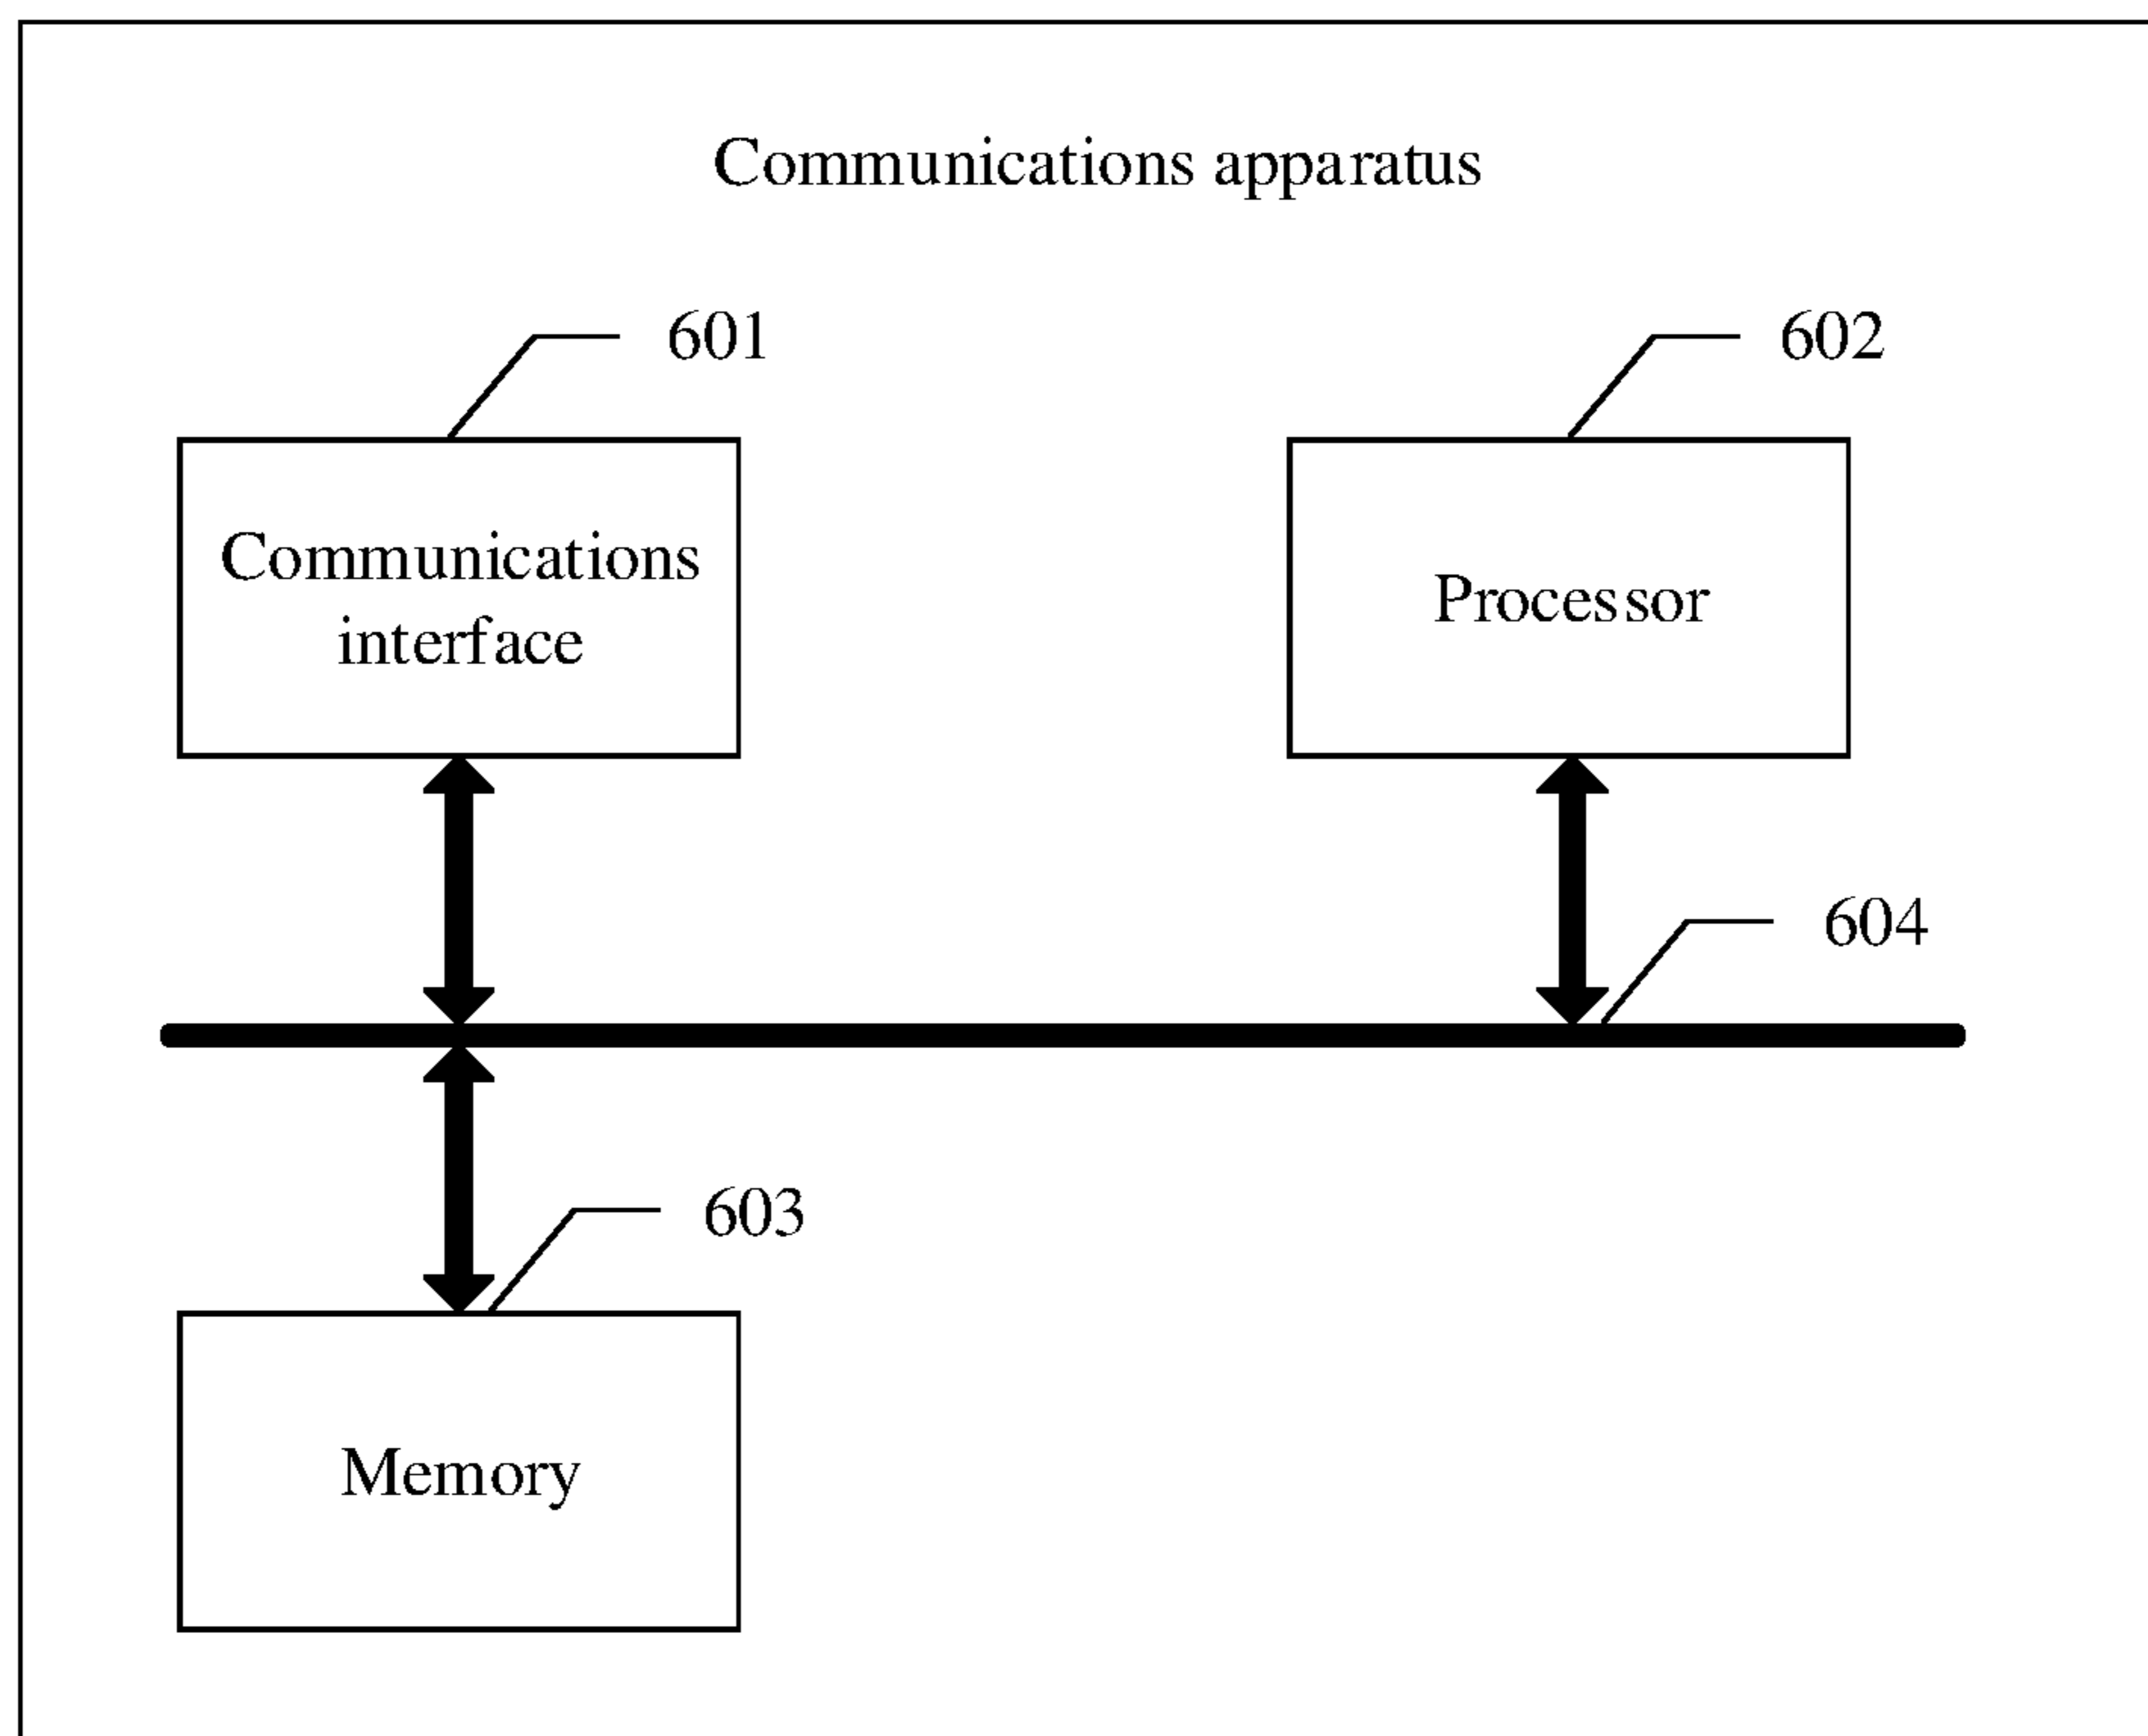 Communications apparatus
601
602
Communications
interface
Processor
604
603
Memory